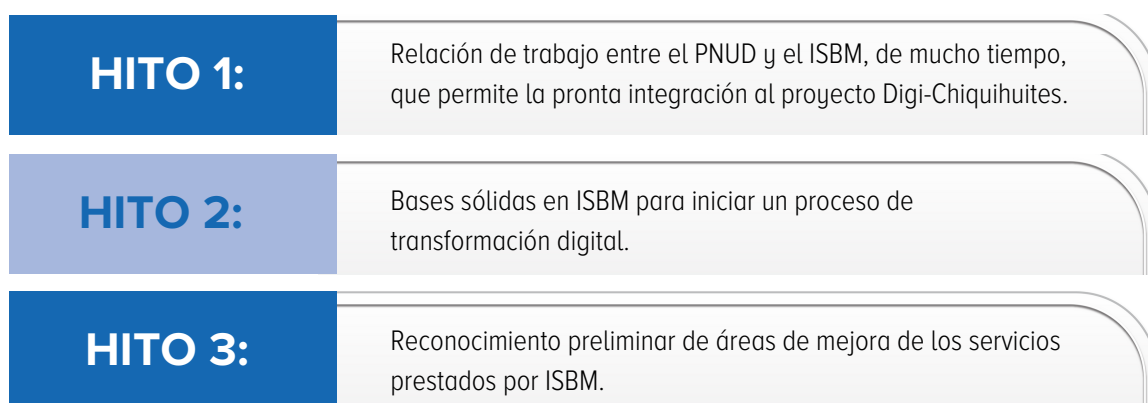 HITO 1:
Relación de trabajo entre el PNUD y el ISBM, de mucho tiempo,
que permite la pronta integración al proyecto Digi-Chiquihuites.
HITO 2:
Bases sólidas en ISBM para iniciar un proceso de
transformación digital.
HITO 3:
Reconocimiento preliminar de áreas de mejora de los servicios
prestados por ISBM.